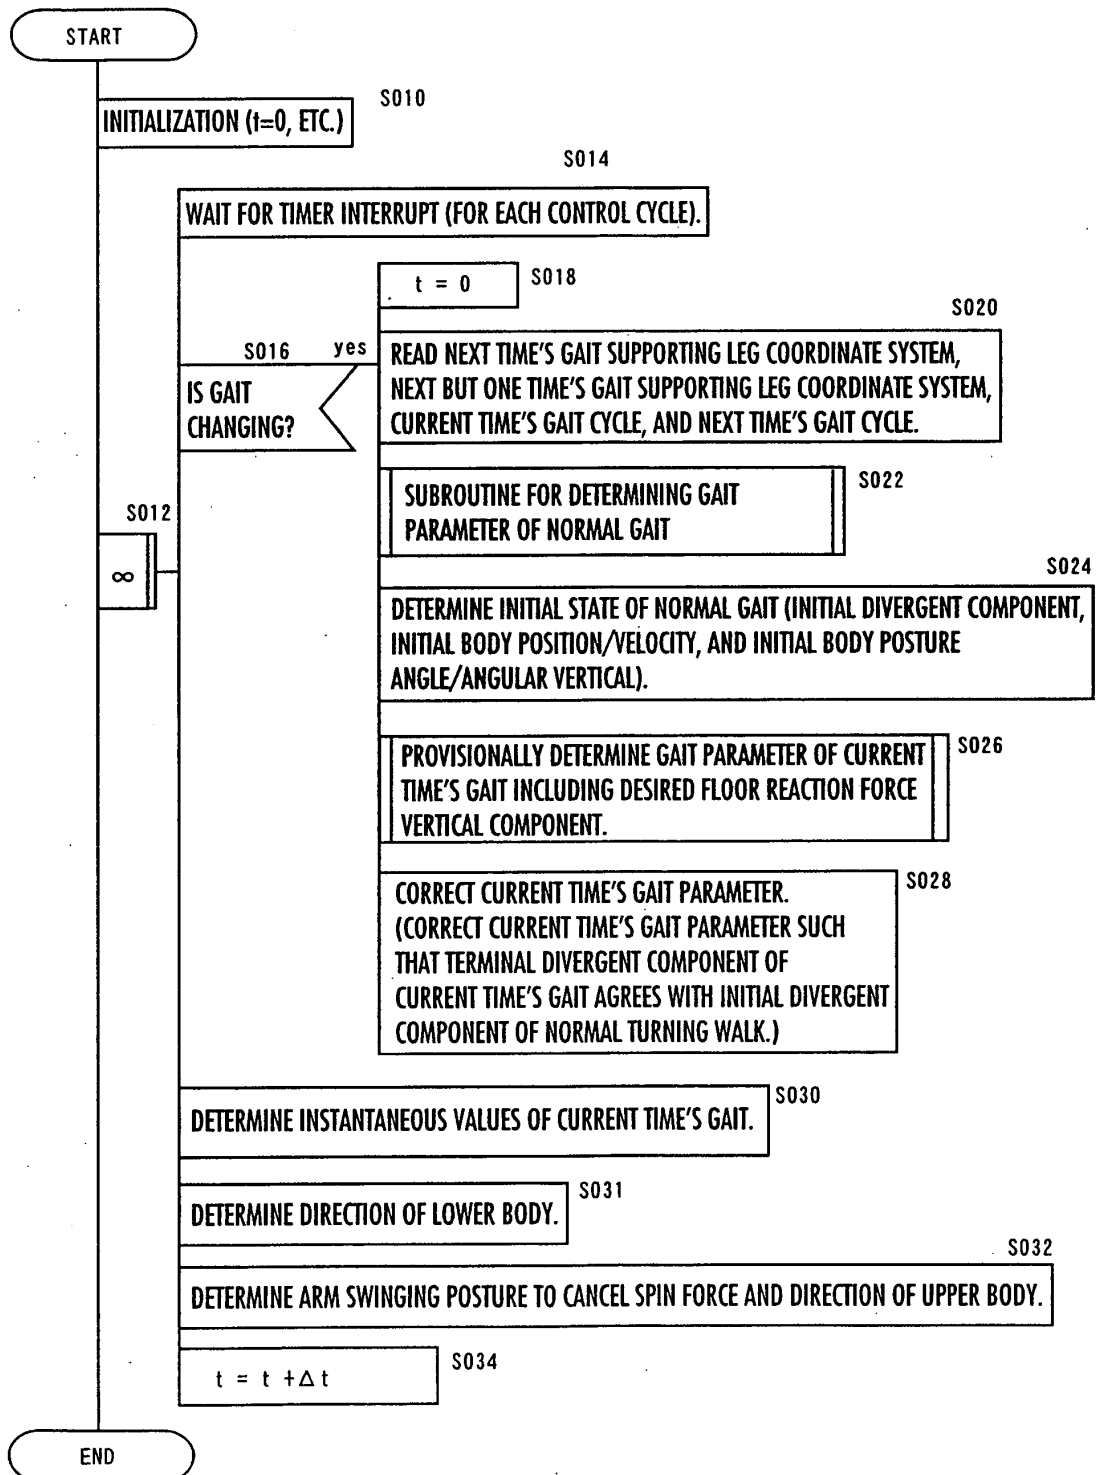 START
S010
INITIALIZATION (t=0, ETC.)
S014
WAIT FOR TIMER INTERRUPT (FOR EACH CONTROL CYCLE).
t = 0
S018
S020
S016
yes
READ NEXT TIME'S GAIT SUPPORTING LEG COORDINATE SYSTEM,
NEXT BUT ONE TIME'S GAIT SUPPORTING LEG COORDINATE SYSTEM,
CURRENT TIME'S GAIT CYCLE, AND NEXT TIME'S GAIT CYCLE.
IS GAIT
CHANGING?
S022
SUBROUTINE FOR DETERMINING GAIT
PARAMETER OF NORMAL GAIT
S012
∞
S024
DETERMINE INITIAL STATE OF NORMAL GAIT (INITIAL DIVERGENT COMPONENT,
INITIAL BODY POSITION/VELOCITY, AND INITIAL BODY POSTURE
ANGLE/ANGULAR VERTICAL).
S026
PROVISIONALLY DETERMINE GAIT PARAMETER OF CURRENT
TIME'S GAIT INCLUDING DESIRED FLOOR REACTION FORCE
VERTICAL COMPONENT.
S028
CORRECT CURRENT TIME'S GAIT PARAMETER.
(CORRECT CURRENT TIME'S GAIT PARAMETER SUCH
THAT TERMINAL DIVERGENT COMPONENT OF
CURRENT TIME'S GAIT AGREES WITH INITIAL DIVERGENT
COMPONENT OF NORMAL TURNING WALK.)
S030
DETERMINE INSTANTANEOUS VALUES OF CURRENT TIME'S GAIT.
S031
DETERMINE DIRECTION OF LOWER BODY.
S032
DETERMINE ARM SWINGING POSTURE TO CANCEL SPIN FORCE AND DIRECTION OF UPPER BODY.
S034
t = t +Δ t
END